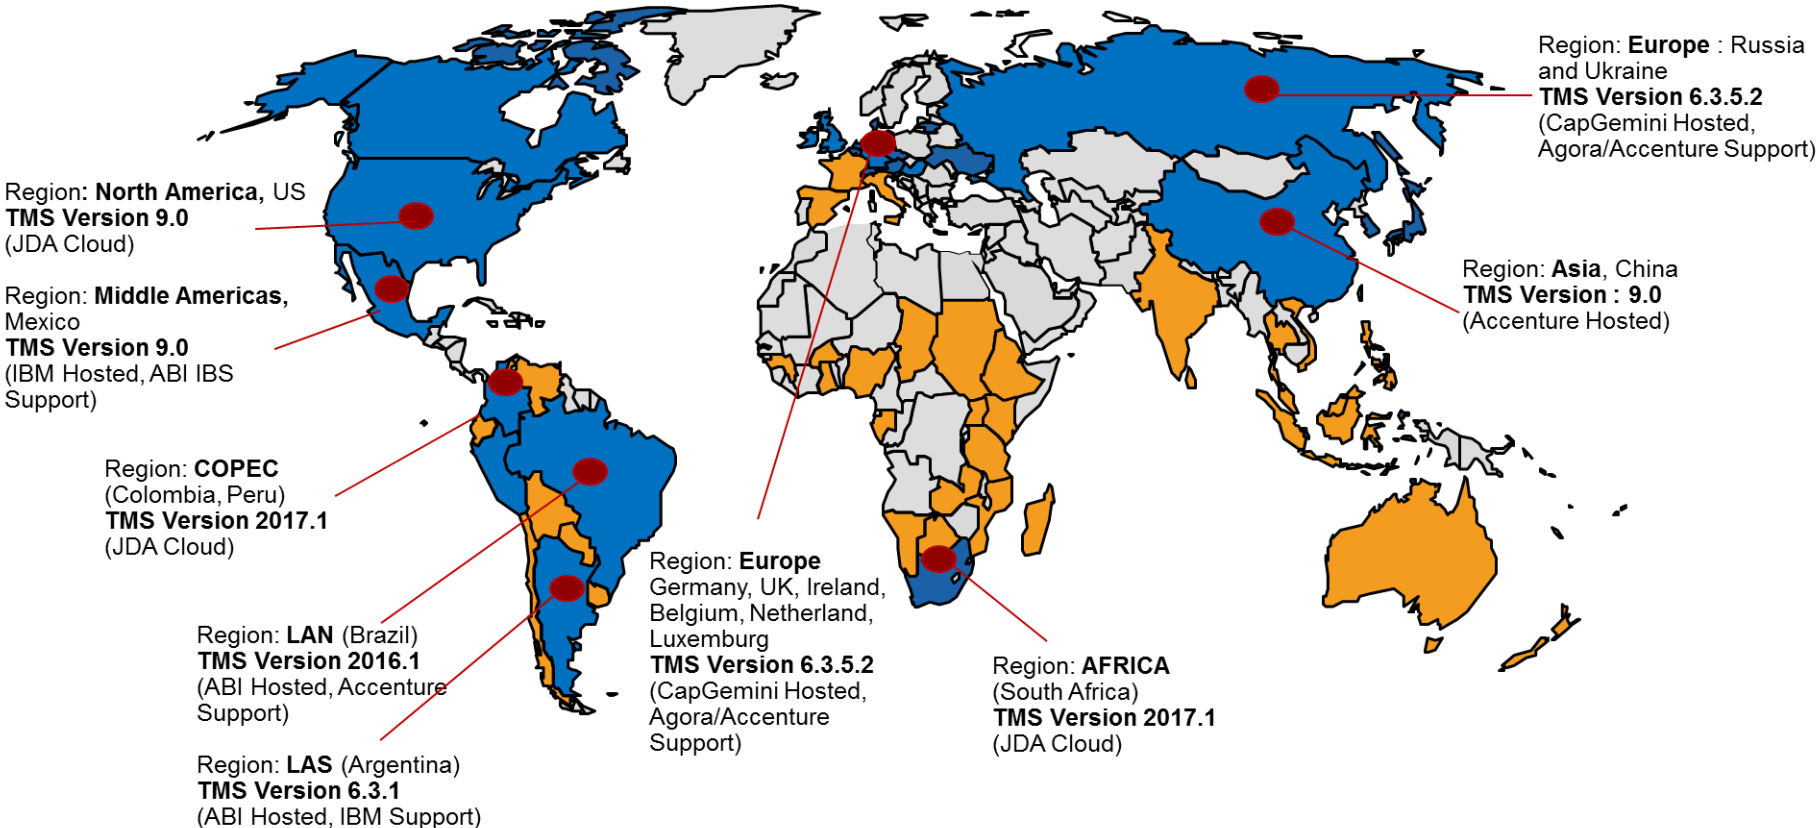 Region: Europe : Russia
and Ukraine
TMS Version 6.3.5.2
(CapGemini Hosted,
Agora/Accenture Support)
Region: North America, US
TMS Version 9.0
(JDA Cloud)
Region: Asia, China
TMS Version : 9.0
(Accenture Hosted)
Region: Middle Americas,
Mexico
TMS Version 9.0
(IBM Hosted, ABI IBS
Support)
Region: COPEC
(Colombia, Peru)
TMS Version 2017.1
(JDA Cloud)
Region: Europe
Germany, UK, Ireland,
Belgium, Netherland,
Luxemburg
TMS Version 6.3.5.2
(CapGemini Hosted,
Agora/Accenture
Support)
Region: LAN (Brazil)
TMS Version 2016.1
(ABI Hosted, Accenture
Support)
Region: AFRICA
(South Africa)
TMS Version 2017.1
(JDA Cloud)
Region: LAS (Argentina)
TMS Version 6.3.1
(ABI Hosted, IBM Support)